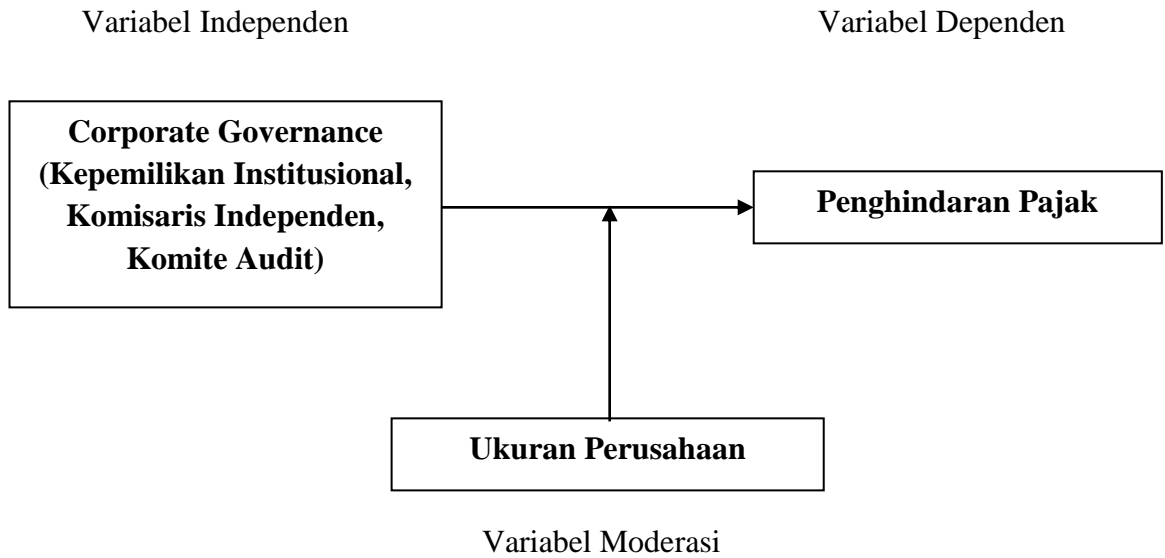 Variabel Independen
Variabel Dependen
Corporate Governance
(Kepemilikan Institusional,
Komisaris Independen,
Komite Audit)
Penghindaran Pajak
Ukuran Perusahaan
Variabel Moderasi